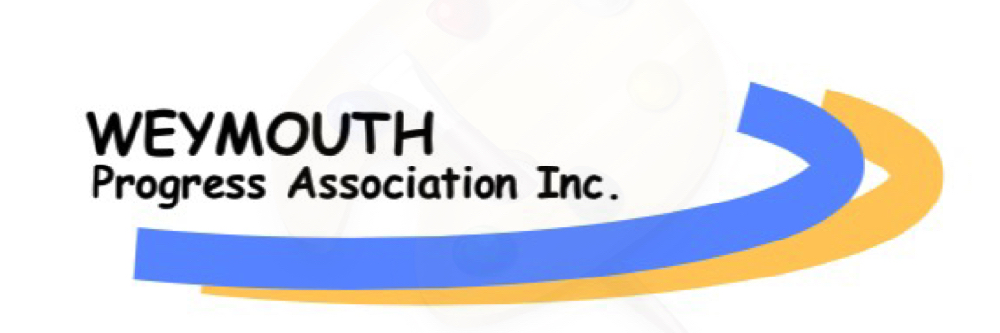 WEYMOUTH
Progress Association Inc.